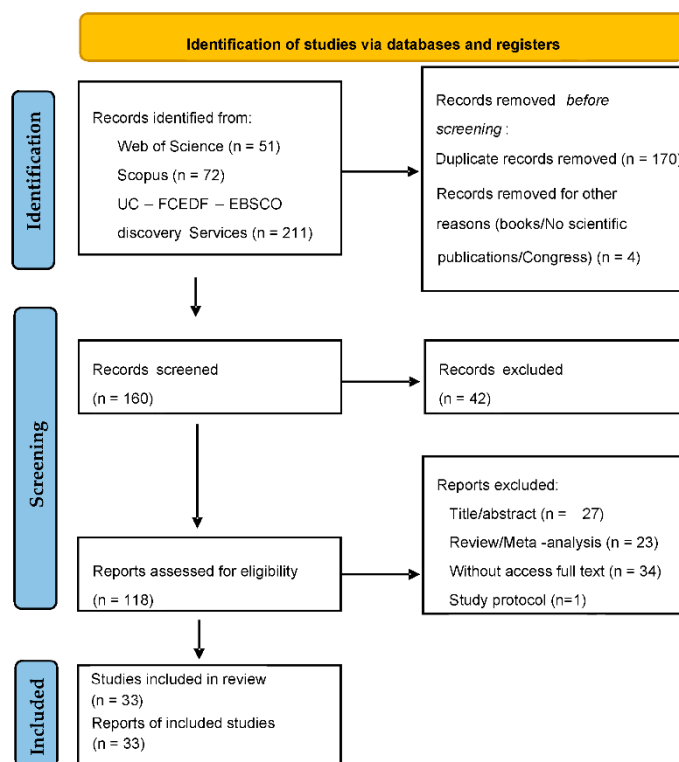 Identification of studies via databases and registers
Identification
Records identified from:
Web of Science (n = 51)
Scopus (n = 72)
UC – FCEDF – EBSCO
discovery Services (n = 211)
Records removed before
screening :
Duplicate records removed (n = 170)
Records removed for other
reasons (books/No scientific
publications/Congress) (n = 4)
Screening
Records screened
(n = 160)
Records excluded
(n = 42)
Reports assessed for eligibility
(n = 118)
Reports excluded:
Title/abstract (n = 27)
Review/Meta -analysis (n = 23)
Without access full text (n = 34)
Study protocol (n=1)
Included
Studies included in review
(n = 33)
Reports of included studies
(n = 33)